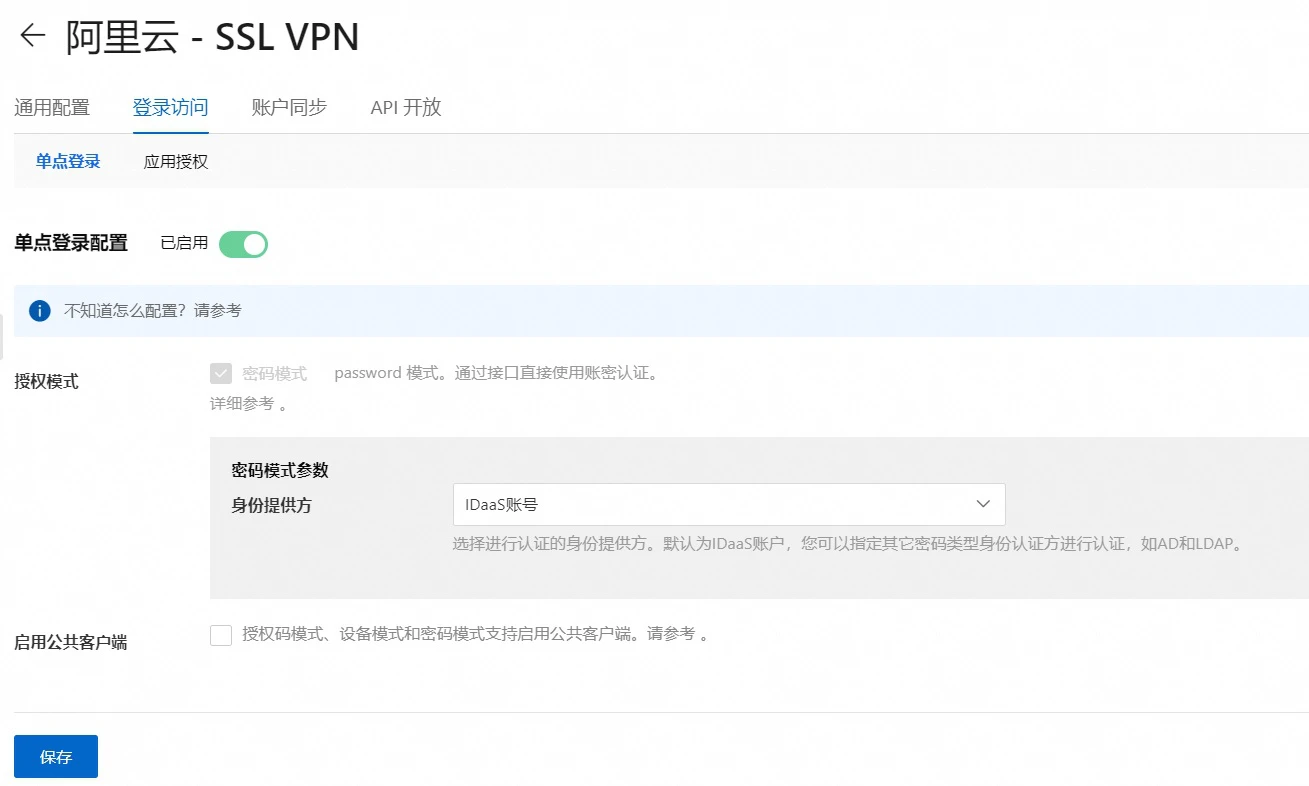 阿里云 - SSL VPN
通用配置 登录访问 账户同步 API 开放
单点登录 应用授权
单点登录配置 已启用
不知道怎么配置？请参考
授权模式 密码模式 password 模式。通过接口直接使用账密认证。
详细参考 。
密码模式参数
身份提供方 IDaaS账号
选择进行认证的身份提供方。默认为IDaaS账户，您可以指定其它密码类型身份认证方进行认证，如AD和LDAP。
启用公共客户端 授权码模式、设备模式和密码模式支持启用公共客户端。请参考 。
保存